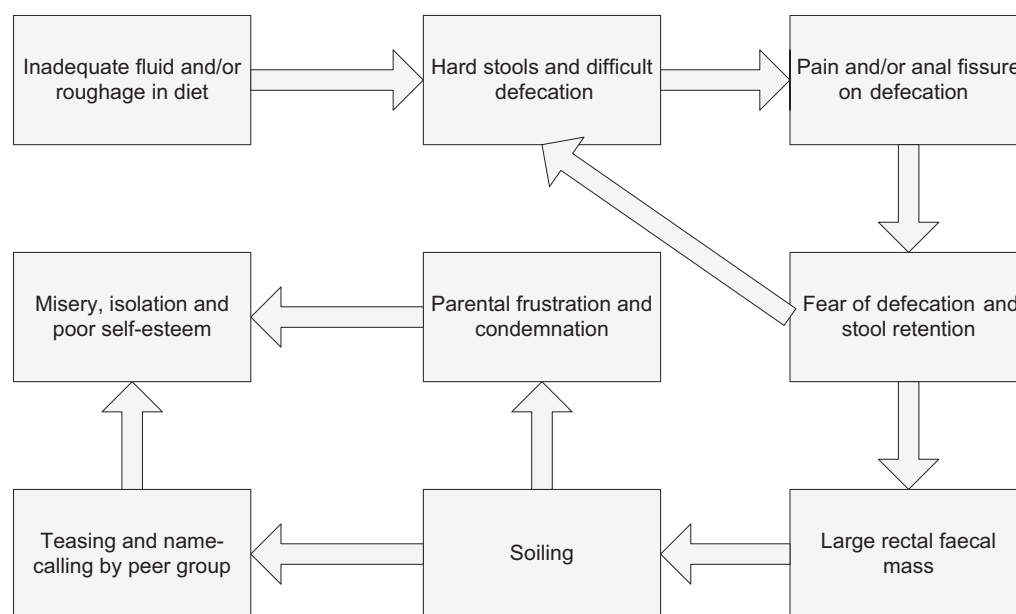 Inadequate fluid and/or
roughage in diet
Hard stools and difficult
defecation
Pain and/or anal fissure
on defecation
Misery, isolation and
poor self-esteem
Parental frustration and
condemnation
Fear of defecation and
stool retention
Teasing and name-
calling by peer group
Soiling
Large rectal faecal
mass